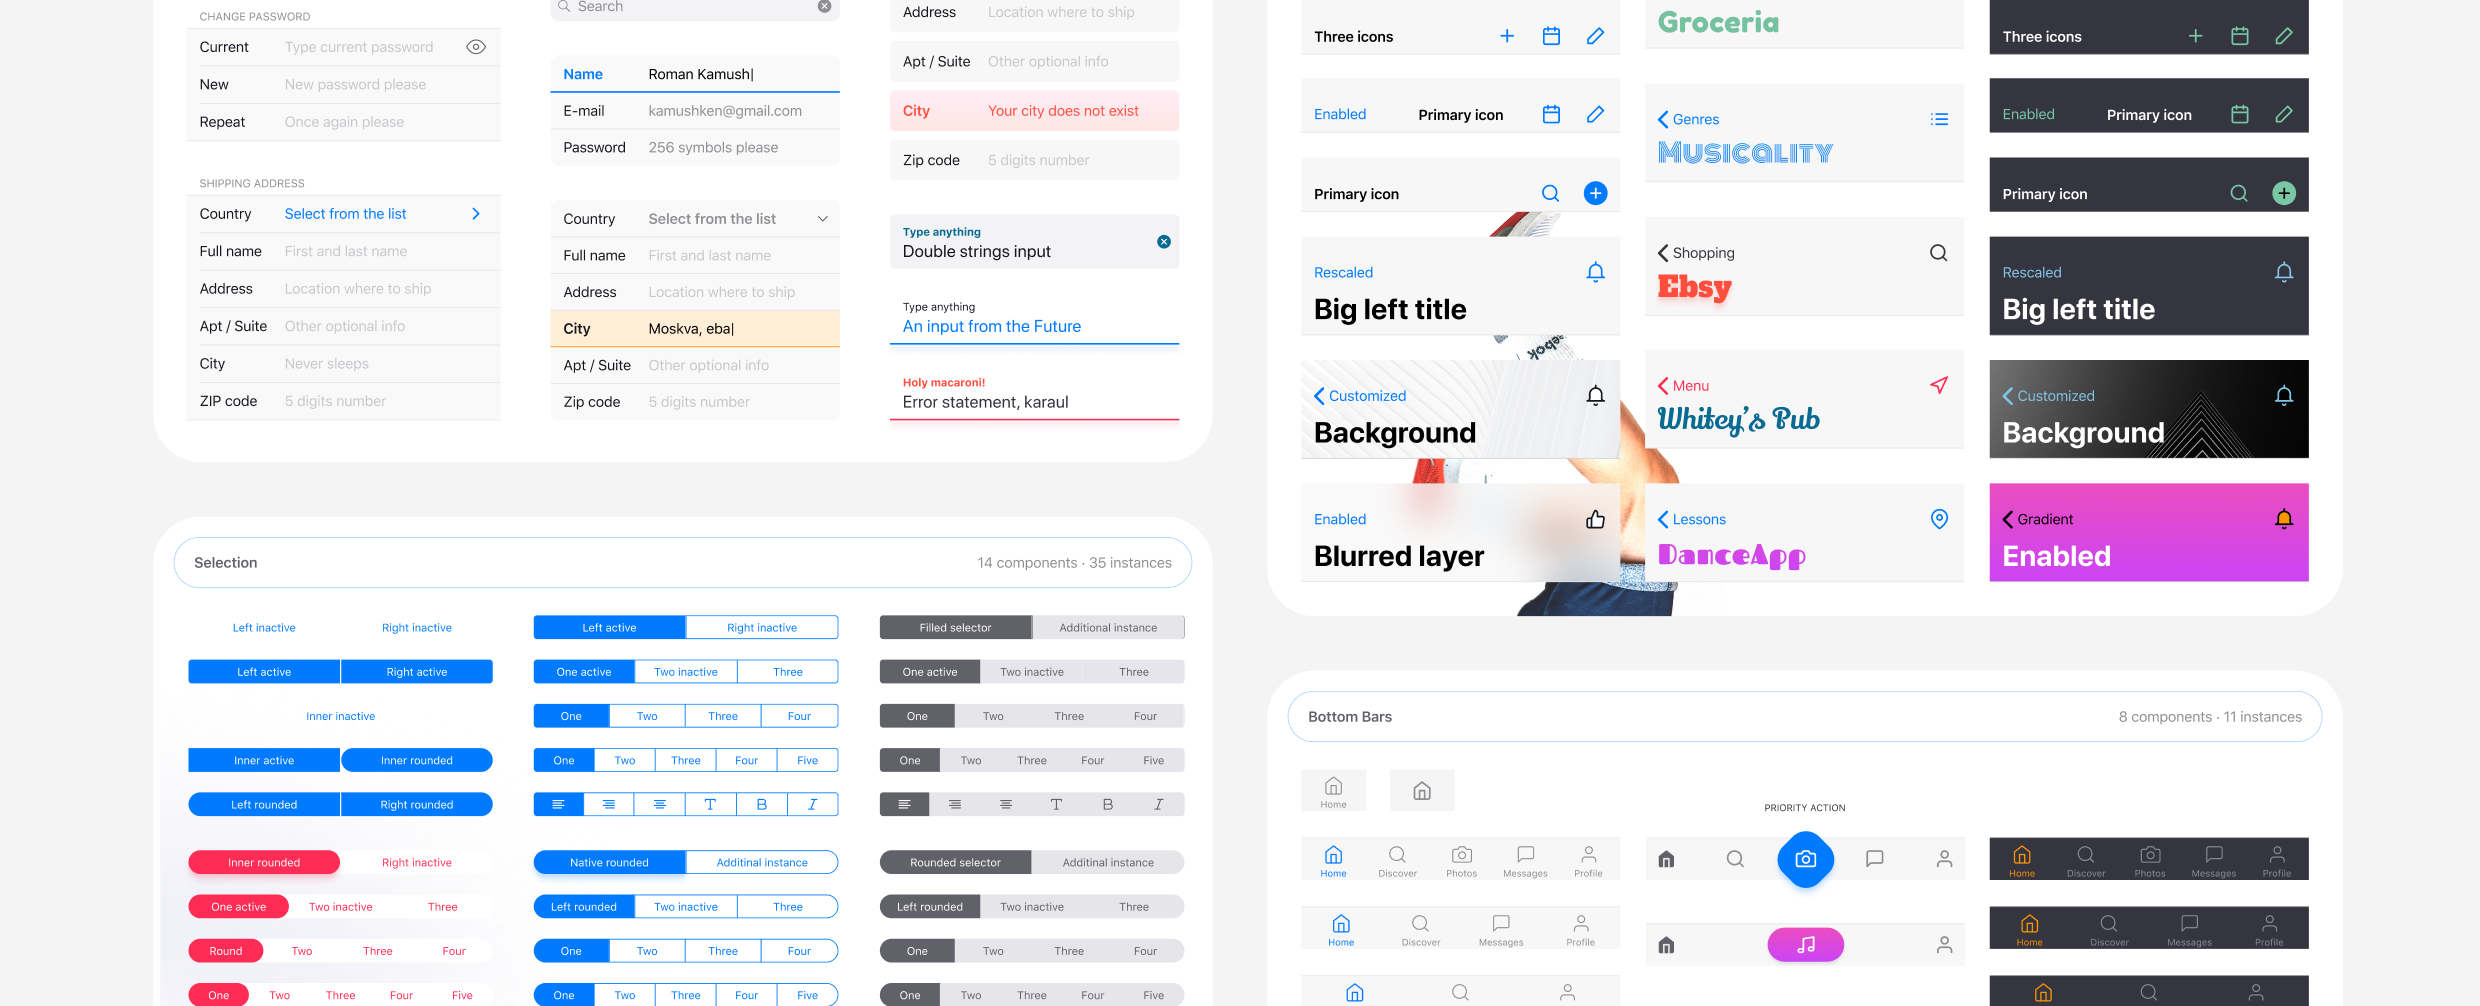 CHANGE PASSWORD
Current Type current password
New New password please
Repeat Once again please
SHIPPING ADDRESS
Country Select from the list
Full name First and last name
Address Location where to ship
Apt / Suite Other optional info
City Never sleeps
ZIP code 5 digits number
Search
Name Roman Kamush
E-mail kamushken@gmail.com
Password 256 symbols please
Country Select from the list
Full name First and last name
Address Location where to ship
City Moskva, eba
Apt / Suite Other optional info
Zip code 5 digits number
Address Location where to ship
Apt / Suite Other optional info
City Your city does not exist
Zip code 5 digits number
Type anything
Double strings input
Type anything
An input from the Future
Holy macaroni!
Error statement, karaul
Selection 14 components · 35 instances
Left inactive Right inactive
Left active Right active
Inner inactive
Inner active Inner rounded
Left rounded Right rounded
Inner rounded Right inactive
One active Two inactive Three
Round Two Three Four
One Two Three Four Five
Left active Right inactive
One active Two inactive Three
One Two Three Four
One Two Three Four Five
T B I
Native rounded Additinal instance
Left rounded Two inactive Three
One Two Three Four
One Two Three Four Five
Filled selector Additional instance
One active Two inactive Three
One Two Three Four
One Two Three Four Five
T B I
Rounded selector Additinal instance
Left rounded Two inactive Three
One Two Three Four
One Two Three Four Five
Three icons
Enabled Primary icon
Primary icon
Rescaled
Big left title
ebok
Customized
Background
Enabled
Blurred layer
Groceria
Genres
Musicality
Shopping
Ebsy
Menu
Whitey's Pub
Lessons
DanceApp
Three icons
Enabled Primary icon
Primary icon
Rescaled
Big left title
Customized
Background
Gradient
Enabled
Bottom Bars 8 components · 11 instances
Home
Home Discover Photos Messages Profile
Home Discover Messages Profile
PRIORITY ACTION
Home Discover Photos Messages Profile
Home Discover Messages Profile